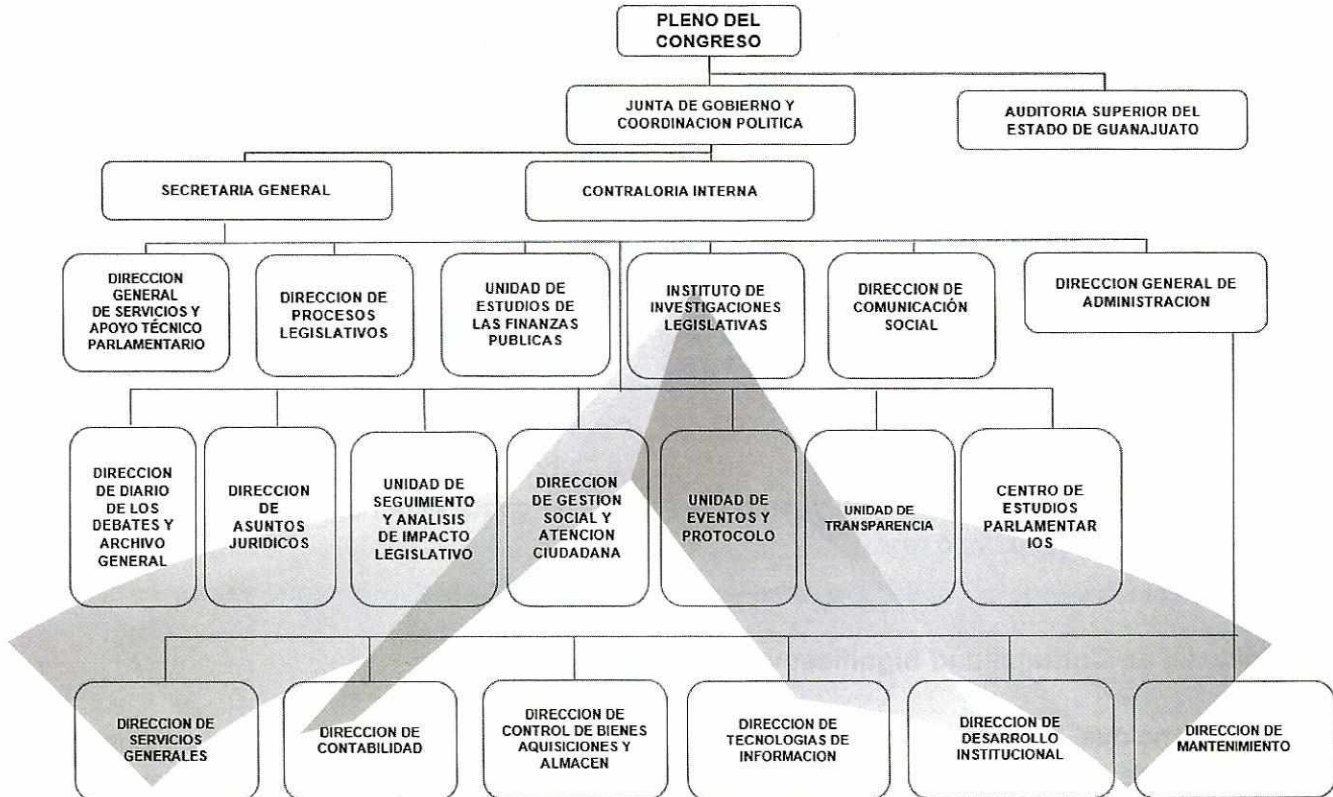 PLENO DEL
CONGRESO
JUNTA DE GOBIERNO Y
COORDINACION POLITICA
AUDITORIA SUPERIOR DEL
ESTADO DE GUANAJUATO
SECRETARIA GENERAL
CONTRALORIA INTERNA
DIRECCION
GENERAL
DE SERVICIOS Y
APOYO TÉCNICO
PARLAMENTARIO
DIRECCION DE
PROCESOS
LEGISLATIVOS
UNIDAD DE
ESTUDIOS DE
LAS FINANZAS
PUBLICAS
INSTITUTO DE
INVESTIGACIONES
LEGISLATIVAS
DIRECCION DE
COMUNICACIÓN
SOCIAL
DIRECCION GENERAL DE
ADMINISTRACION
DIRECCION
DE DIARIO
DE LOS
DEBATES Y
ARCHIVO
GENERAL
DIRECCION
DE
ASUNTOS
JURIDICOS
UNIDAD DE
SEGUIMIENTO
Y ANALISIS
DE IMPACTO
LEGISLATIVO
DIRECCION
DE GESTION
SOCIAL Y
ATENCION
CIUDADANA
UNIDAD DE
EVENTOS Y
PROTOCOLO
UNIDAD DE
TRANSPARENCIA
CENTRO DE
ESTUDIOS
PARLAMENTAR
IOS
DIRECCION DE
SERVICIOS
GENERALES
DIRECCION DE
CONTABILIDAD
DIRECCION DE
CONTROL DE BIENES
AQUISICIONES Y
ALMACEN
DIRECCION DE
TECNOLOGIAS DE
INFORMACION
DIRECCION DE
DESARROLLO
INSTITUCIONAL
DIRECCION DE
MANTENIMIENTO